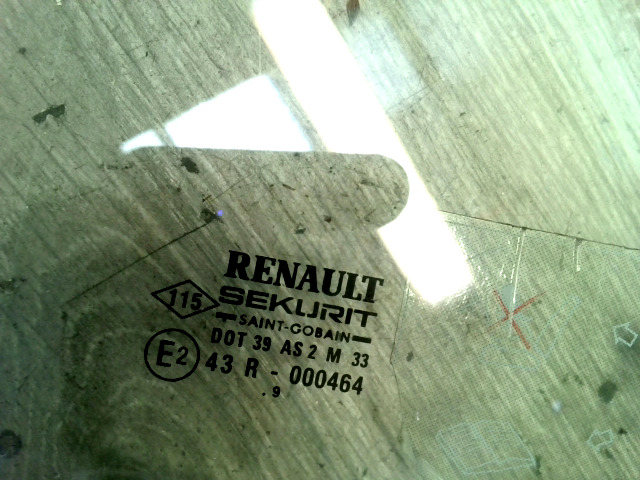 RENAULT
115 SEKURIT
SAINT-GOBAIN
DOT 39 AS 2 M 33
E2 43 R - 000464
. 9